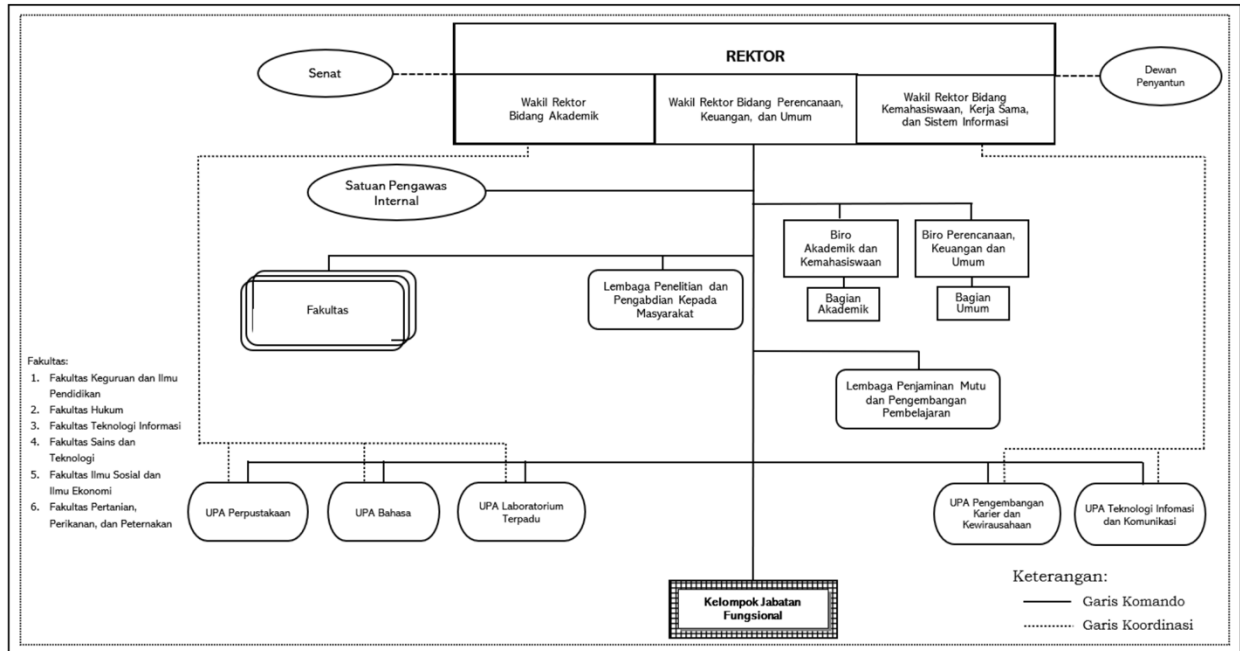 REKTOR
Senat
Dewan
Penyantun
Wakil Rektor
Bidang Akademik
Wakil Rektor Bidang Perencanaan,
Keuangan, dan Umum
Wakil Rektor Bidang
Kemahasiswaan, Kerja Sama,
dan Sistem Informasi
Satuan Pengawas
Internal
Biro
Akademik dan
Kemahasiswaan
Biro Perencanaan,
Keuangan dan
Umum
Bagian
Akademik
Bagian
Umum
Fakultas
Lembaga Penelitian dan
Pengabdian Kepada
Masyarakat
Lembaga Penjaminan Mutu
dan Pengembangan
Pembelajaran
Fakultas:
1. Fakultas Keguruan dan Ilmu
Pendidikan
2. Fakultas Hukum
3. Fakultas Teknologi Informasi
4. Fakultas Sains dan
Teknologi
5. Fakultas Ilmu Sosial dan
Ilmu Ekonomi
6. Fakultas Pertanian,
Perikanan, dan Peternakan
UPA Perpustakaan
UPA Bahasa
UPA Laboratorium
Terpadu
UPA Pengembangan
Karier dan
Kewirausahaan
UPA Teknologi Infomasi
dan Komunikasi
Kelompok Jabatan
Fungsional
Keterangan:
Garis Komando
Garis Koordinasi